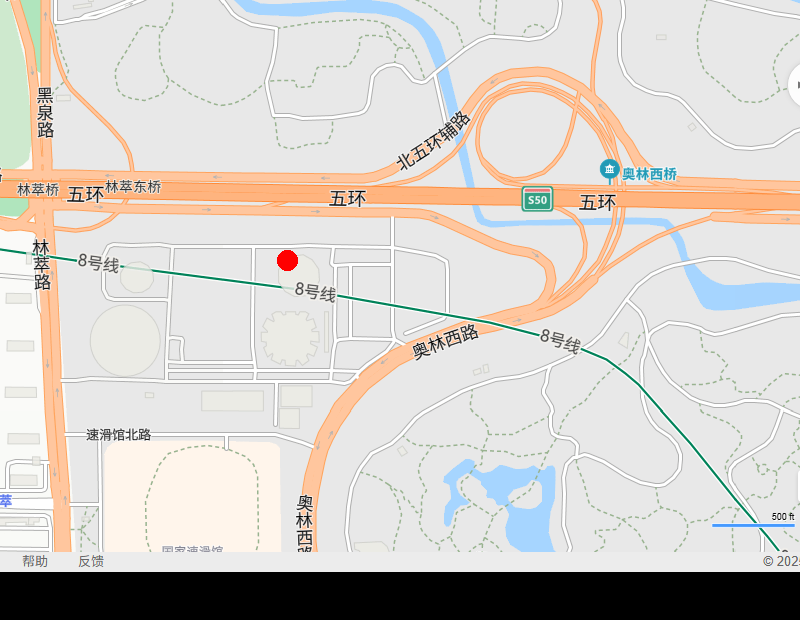 黑泉路
北五环辅路
奥林西桥
林萃桥
五环
林萃东桥
五环
S50
五环
林萃路
8号线
8号线
8号线
奥林西路
速滑馆北路
萃
奥林西路
500 ft
国家速滑馆
帮助
反馈
© 202